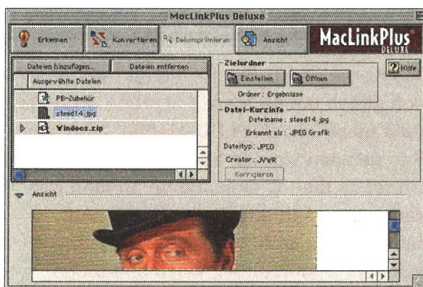 MacLinkPlus Deluxe
Erkennen
Konvertieren
Dekomprimieren
Ansicht
MacLinkPlus
DELUXE
Dateien hinzufügen...
Dateien entfernen
Ausgewählte Dateien
PB-Zubehör
steed14.jpg
Windocs.zip
Zielordner
Einstellen
Öffnen
Ordner: Ergebnisse
Hilfe
Datei-Kurzinfo
Dateiname: steed14.jpg
Erkannt als: JPEG Grafik
Dateityp: JPEG
Creator: JVWR
Korrigieren
Ansicht